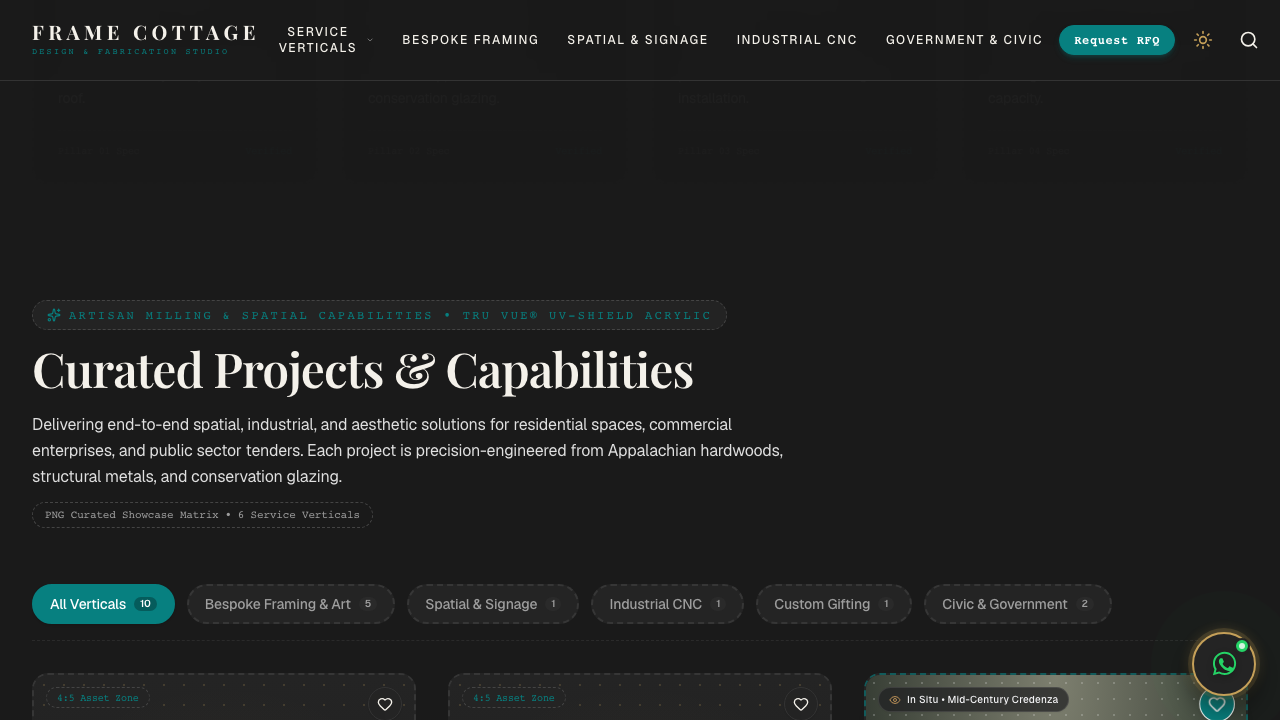 FRAME COTTAGE
DESIGN & FABRICATION STUDIO
SERVICE
VERTICALS
BESPOKE FRAMING
SPATIAL & SIGNAGE
INDUSTRIAL CNC
GOVERNMENT & CIVIC
Request RFQ
conservation glazing.
installation.
capacity.
ARTISAN MILLING & SPATIAL CAPABILITIES • TRU VUE® UV-SHIELD ACRYLIC
Curated Projects & Capabilities
Delivering end-to-end spatial, industrial, and aesthetic solutions for residential spaces, commercial
enterprises, and public sector tenders. Each project is precision-engineered from Appalachian hardwoods,
structural metals, and conservation glazing.
PNG Curated Showcase Matrix • 6 Service Verticals
All Verticals 10
Bespoke Framing & Art 5
Spatial & Signage 1
Industrial CNC 1
Custom Gifting 1
Civic & Government 2
4:5 Asset Zone
4:5 Asset Zone
In Situ • Mid-Century Credenza